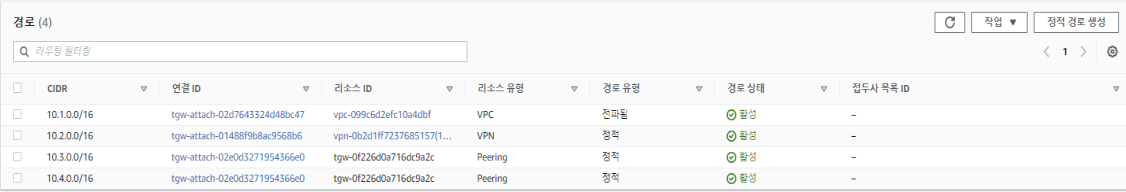 경로 (4)
작업 ▼
정적 경로 생성
라우팅 필터링
< 1 >
CIDR 연결 ID 리소스 ID 리소스 유형 경로 유형 경로 상태 접두사 목록 ID
10.1.0.0/16 tgw-attach-02d7643324d48bc47 vpc-099c6d2efc10a4dbf VPC 전파됨 활성 –
10.2.0.0/16 tgw-attach-01488f9b8ac9568b6 vpn-0b2d1ff7237685157(1... VPN 정적 활성 –
10.3.0.0/16 tgw-attach-02e0d3271954366e0 tgw-0f226d0a716dc9a2c Peering 정적 활성 –
10.4.0.0/16 tgw-attach-02e0d3271954366e0 tgw-0f226d0a716dc9a2c Peering 정적 활성 –